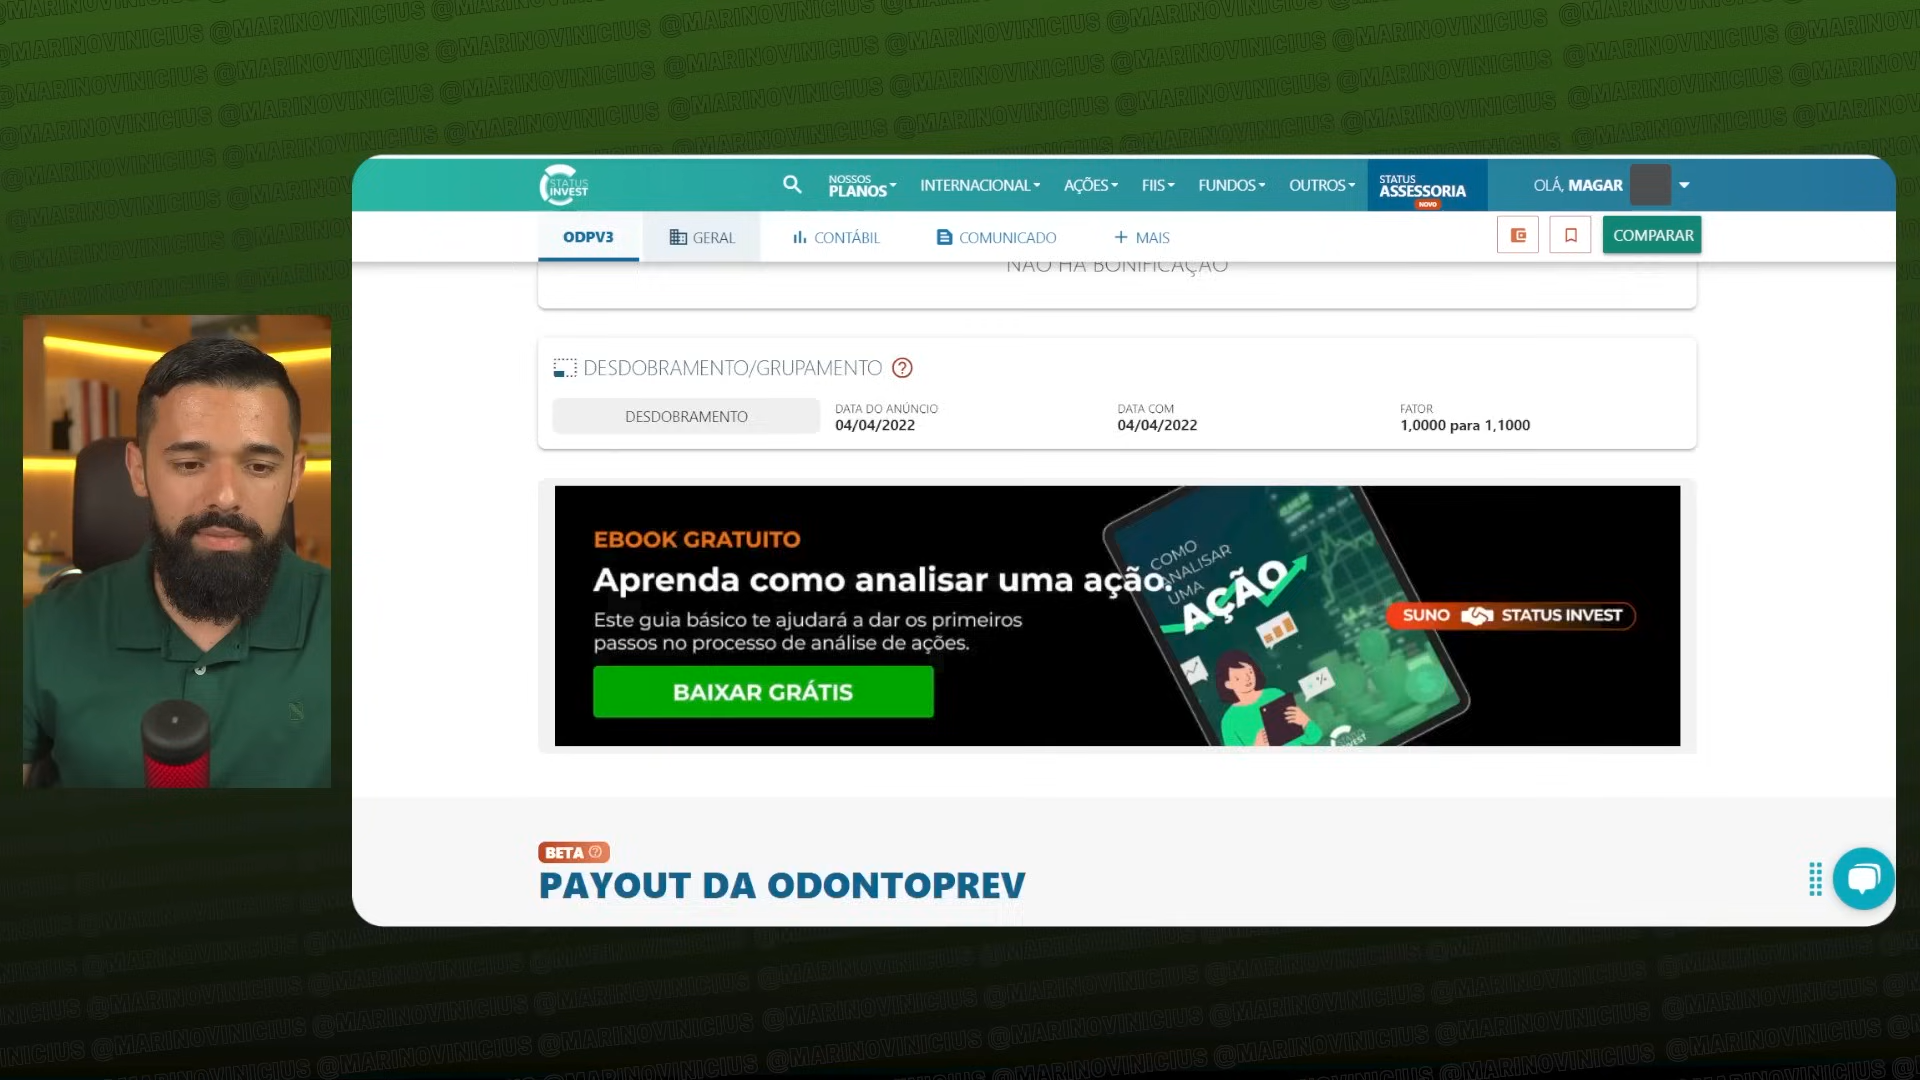 @MARINOVINICIUS @MARINOVINICIUS @MARINOVINICIUS @MARINOVINICIUS
STATUS
INVEST
NOSSOS
PLANOS
INTERNACIONAL
AÇÕES
FIIS
FUNDOS
OUTROS
STATUS
ASSESSORIA
NOVO
OLÁ, MAGAR
ODPV3
GERAL
CONTÁBIL
COMUNICADO
+ MAIS
COMPARAR
NÃO HÁ BONIFICAÇÃO
DESDOBRAMENTO/GRUPAMENTO ?
DESDOBRAMENTO
DATA DO ANÚNCIO
04/04/2022
DATA COM
04/04/2022
FATOR
1,0000 para 1,1000
EBOOK GRATUITO
Aprenda como analisar uma ação.
Este guia básico te ajudará a dar os primeiros
passos no processo de análise de ações.
BAIXAR GRÁTIS
COMO
ANALISAR
UMA
AÇÃO
SUNO STATUS INVEST
BETA ?
PAYOUT DA ODONTOPREV